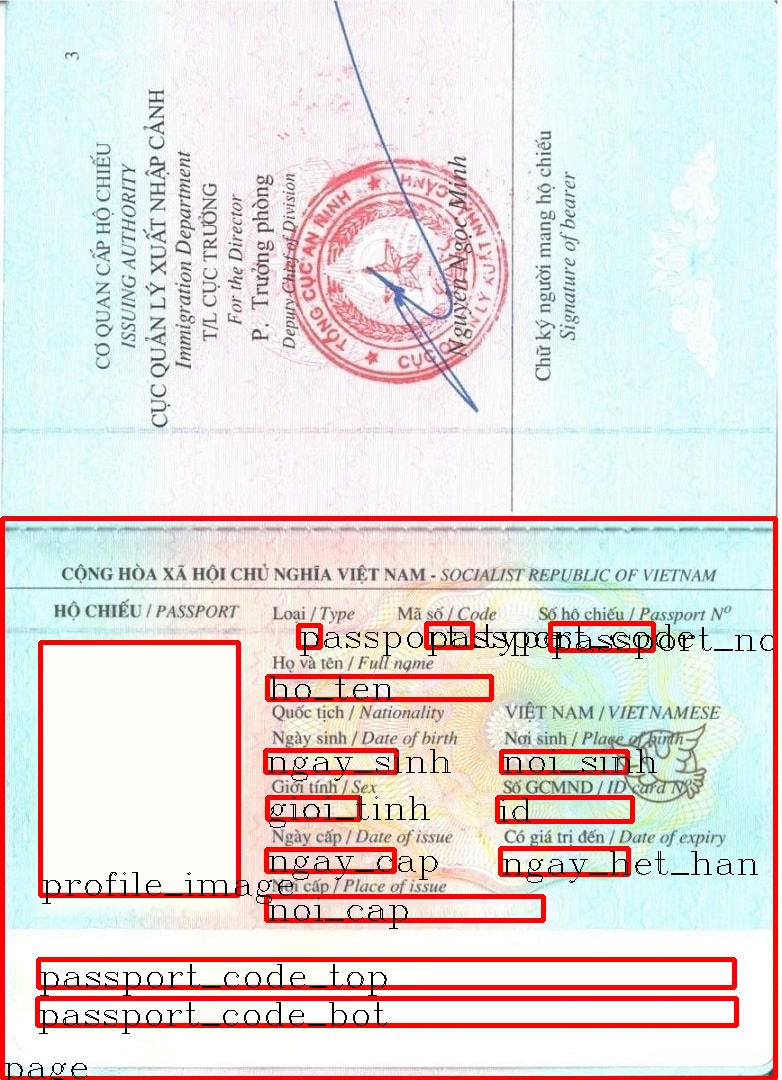 3
CƠ QUAN CẤP HỘ CHIẾU
ISSUING AUTHORITY
CỤC QUẢN LÝ XUẤT NHẬP CẢNH
Immigration Department
T/L CỤC TRƯỞNG
For the Director
P. Trưởng phòng
Deputy Chief of Division
TỔNG CỤC AN NINH
CỤC QUẢN LÝ XUẤT NHẬP CẢNH
Nguyễn Ngọc Minh
Chữ ký người mang hộ chiếu
Signature of bearer
CỘNG HÒA XÃ HỘI CHỦ NGHĨA VIỆT NAM - SOCIALIST REPUBLIC OF VIETNAM
HỘ CHIẾU / PASSPORT Loại / Type Mã số / Code Số hộ chiếu / Passport Nº
passport_type passport_code passport_no
Họ và tên / Full name
ho_ten
Quốc tịch / Nationality VIỆT NAM / VIETNAMESE
Ngày sinh / Date of birth Nơi sinh / Place of birth
ngay_sinh noi_sinh
Giới tính / Sex Số GCMND / ID card Nº
gioi_tinh id
Ngày cấp / Date of issue Có giá trị đến / Date of expiry
ngay_cap ngay_het_han
profile_image Nơi cấp / Place of issue
noi_cap
passport_code_top
passport_code_bot
page